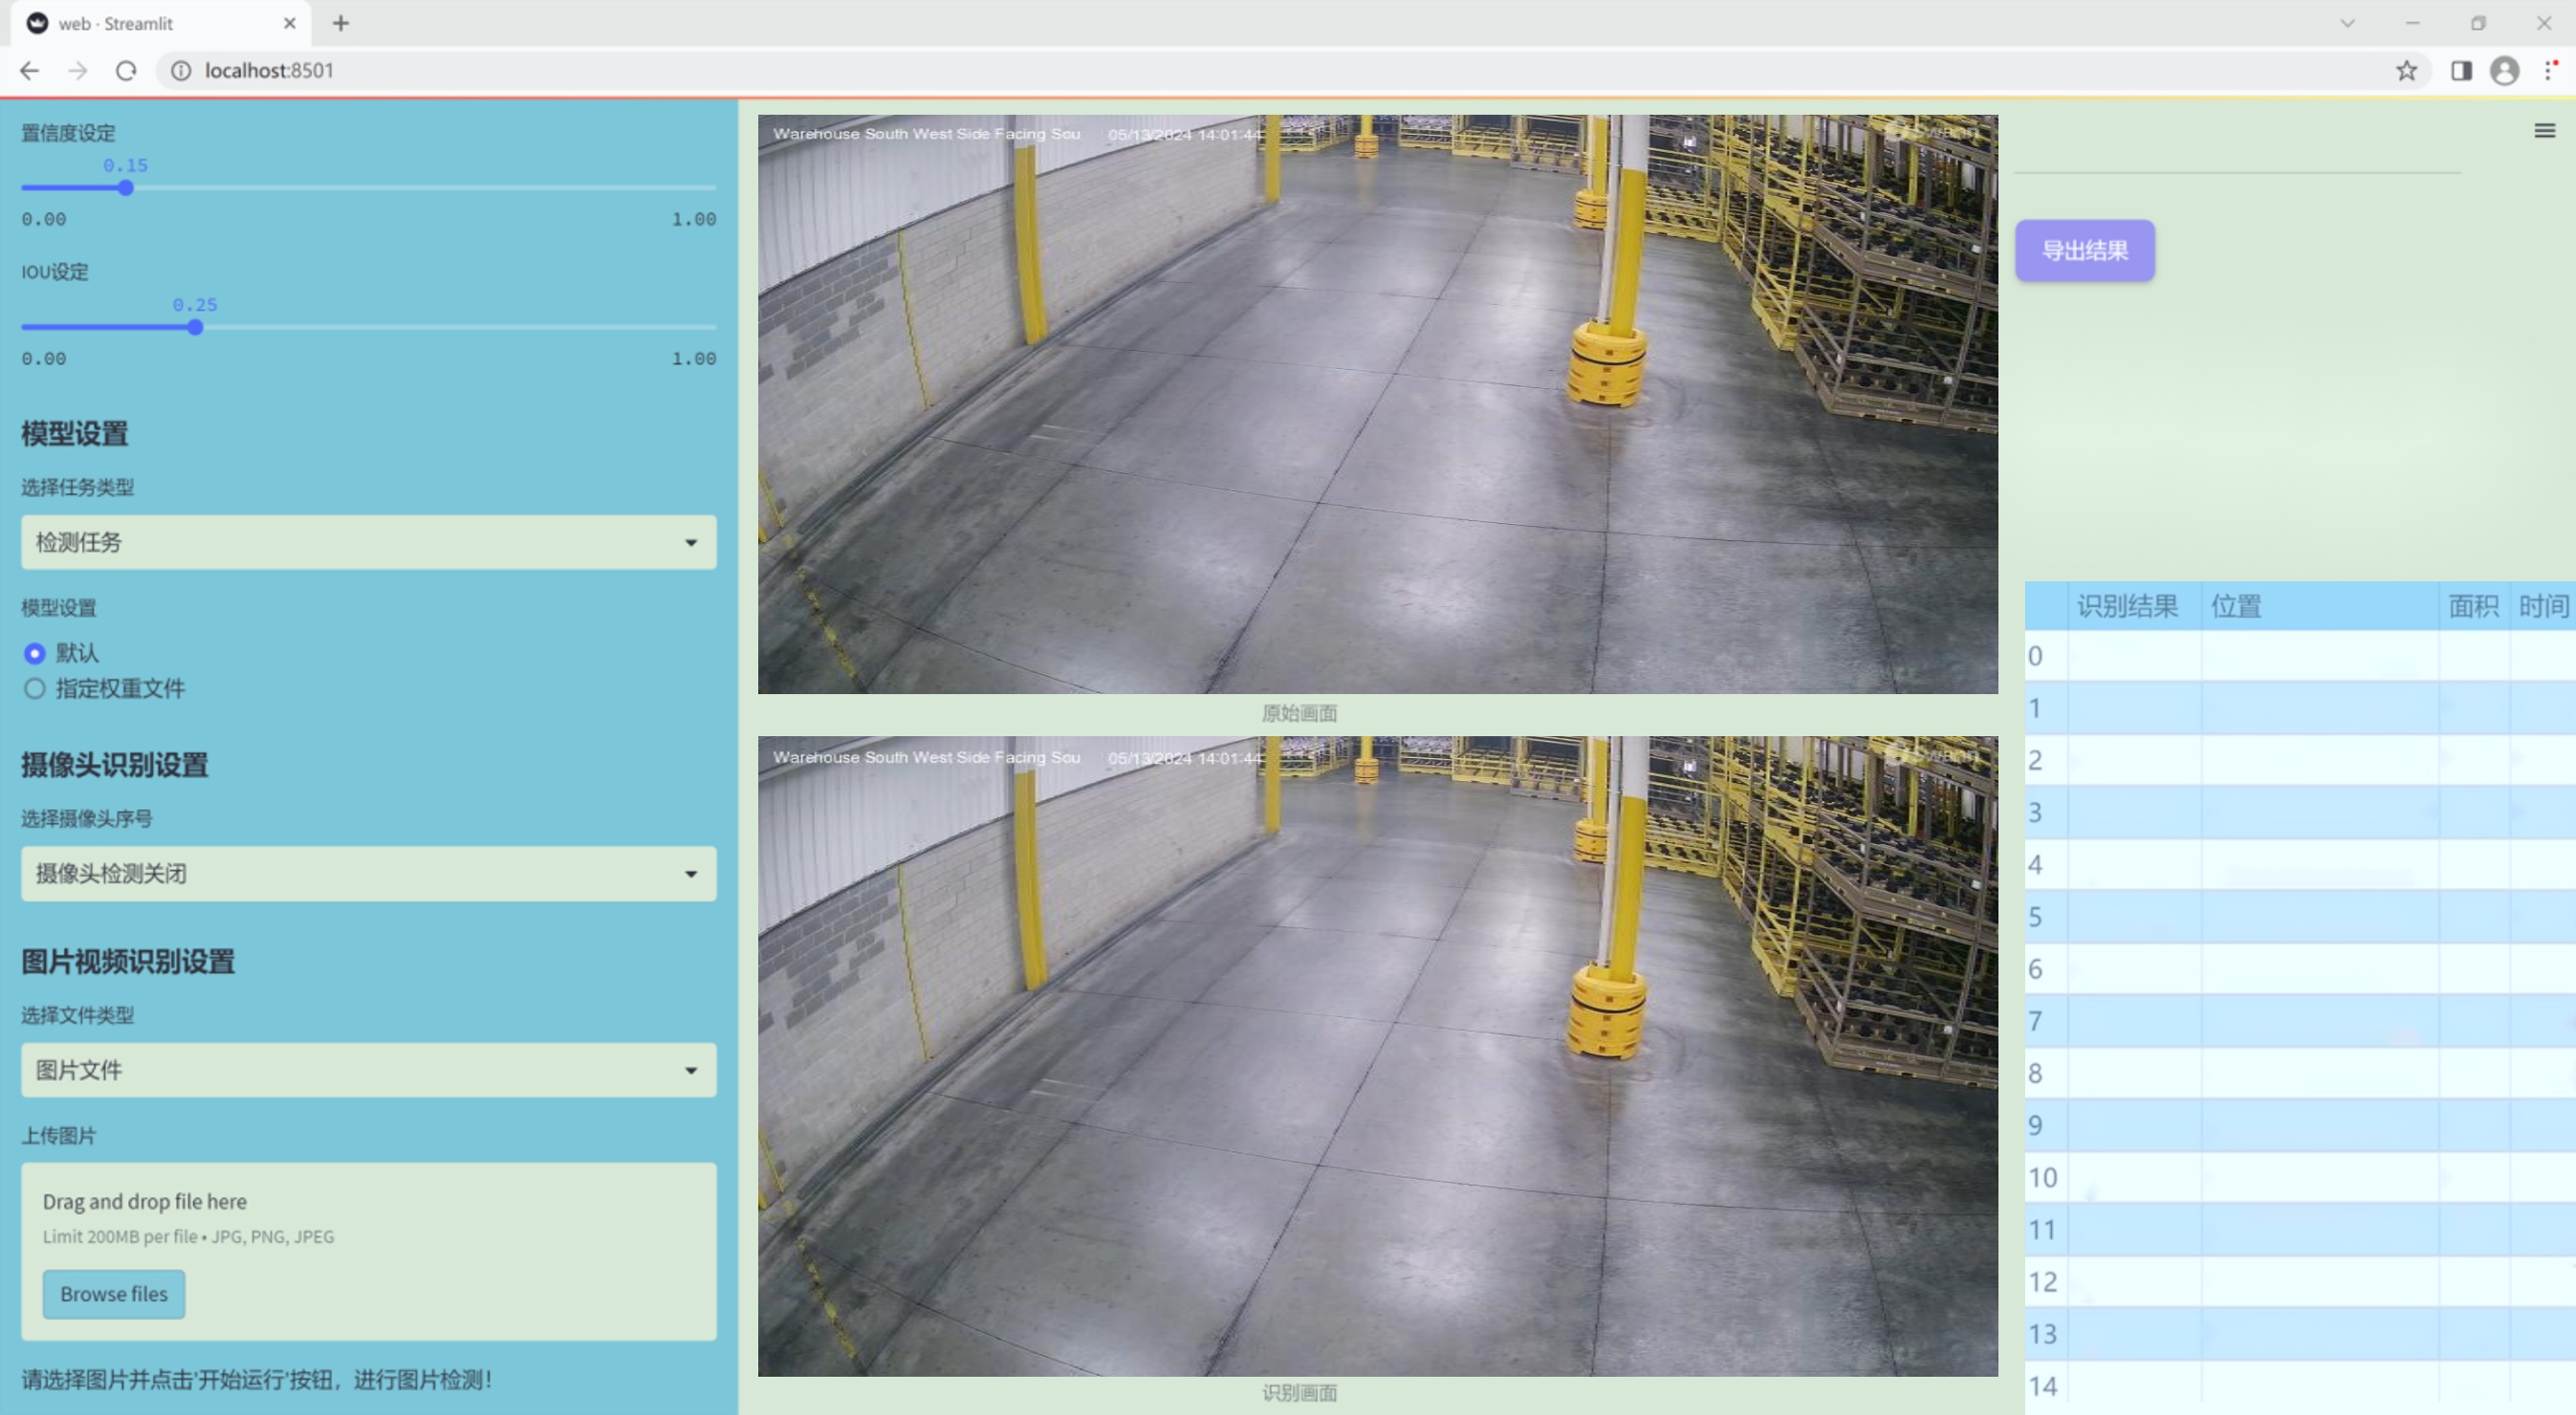 web · Streamlit
localhost:8501
置信度设定
0.15
0.00 1.00
IOU设定
0.25
0.00 1.00
模型设置
选择任务类型
检测任务
模型设置
默认
指定权重文件
摄像头识别设置
选择摄像头序号
摄像头检测关闭
图片视频识别设置
选择文件类型
图片文件
上传图片
Drag and drop file here
Limit 200MB per file • JPG, PNG, JPEG
Browse files
请选择图片并点击'开始运行'按钮，进行图片检测！
Warehouse South West Side Facing Sou 05/13/2024 14:01:44
原始画面
Warehouse South West Side Facing Sou 05/13/2024 14:01:44
识别画面
导出结果
识别结果 位置 面积 时间
0
1
2
3
4
5
6
7
8
9
10
11
12
13
14